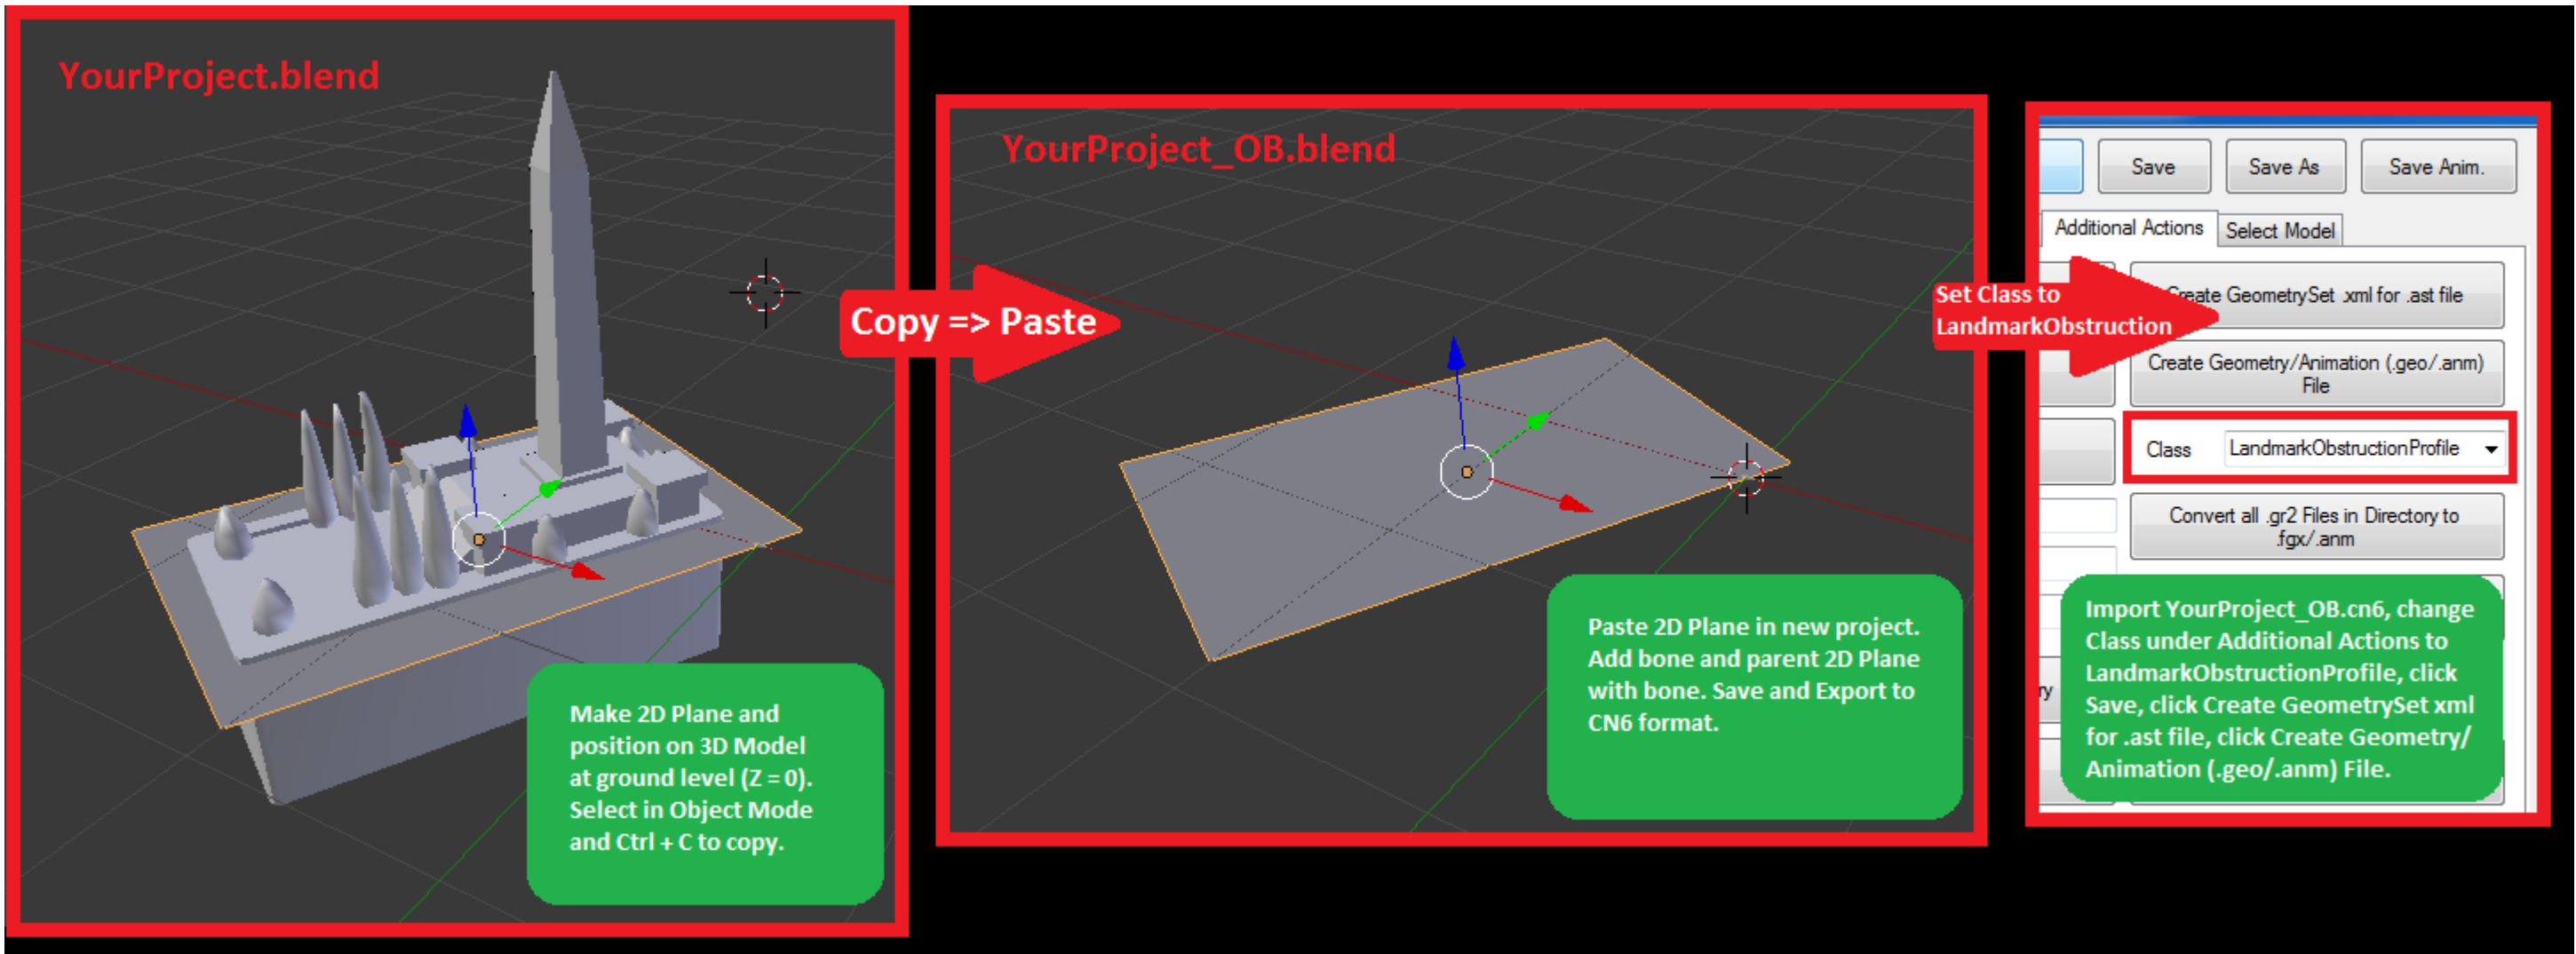 YourProject.blend
Make 2D Plane and
position on 3D Model
at ground level (Z = 0).
Select in Object Mode
and Ctrl + C to copy.
Copy => Paste
YourProject_OB.blend
Paste 2D Plane in new project.
Add bone and parent 2D Plane
with bone. Save and Export to
CN6 format.
Set Class to
LandmarkObstruction
Save
Save As
Save Anim.
Additional Actions
Select Model
Create GeometrySet .xml for .ast file
Create Geometry/Animation (.geo/.anm)
File
Class
LandmarkObstructionProfile
Convert all .gr2 Files in Directory to
.fgx/.anm
Import YourProject_OB.cn6, change
Class under Additional Actions to
LandmarkObstructionProfile, click
Save, click Create GeometrySet xml
for .ast file, click Create Geometry/
Animation (.geo/.anm) File.